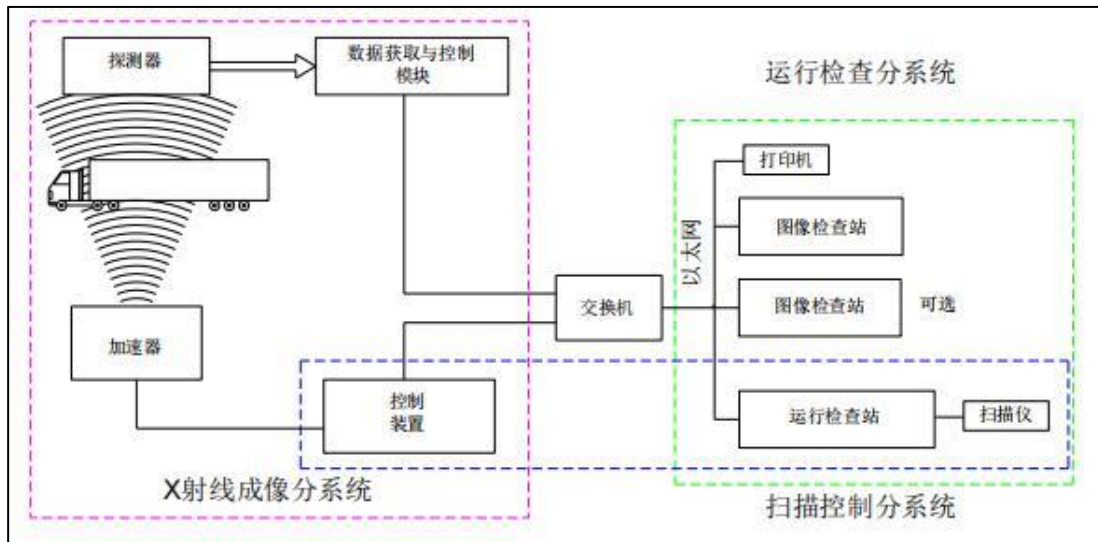 探测器
数据获取与控制
模块
运行检查分系统
打印机
图像检查站
以太网
交换机
图像检查站
可选
加速器
控制
装置
运行检查站
扫描仪
X射线成像分系统
扫描控制分系统